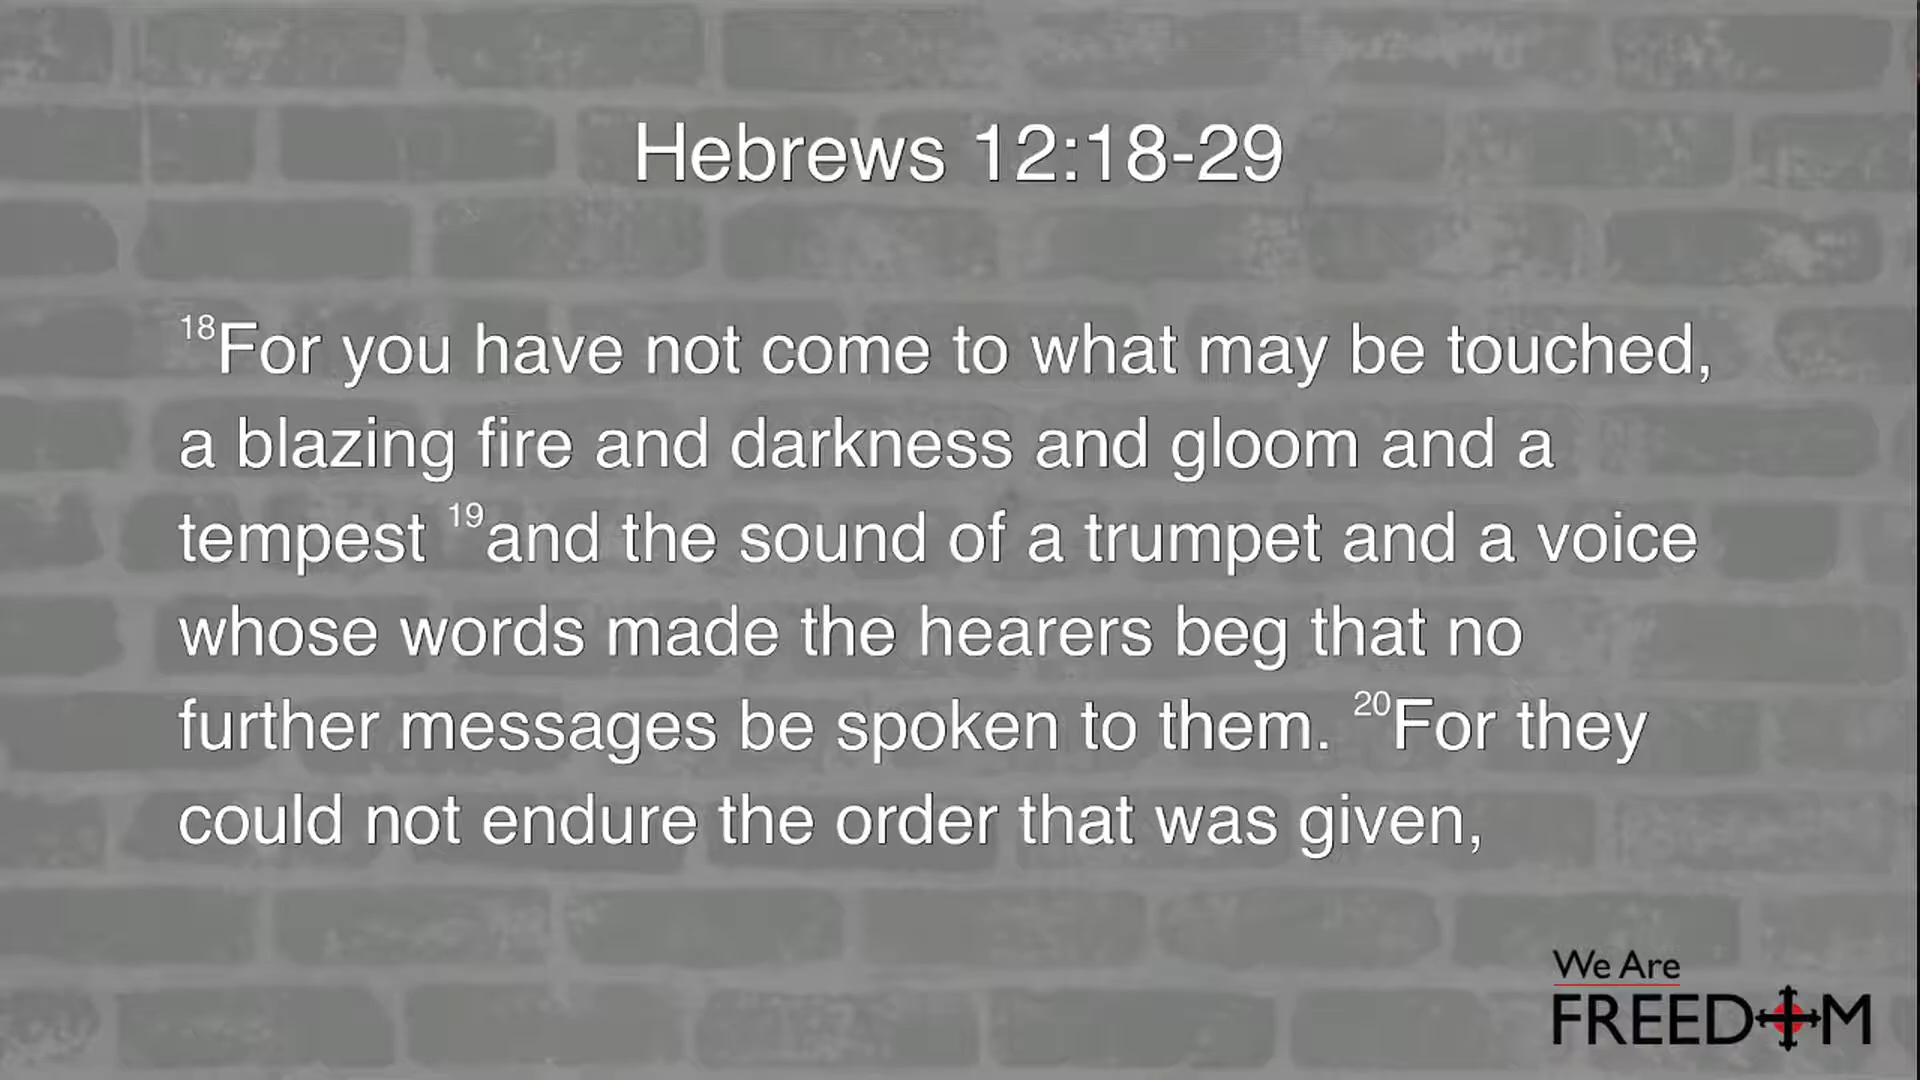 Hebrews 12:18-29
18For you have not come to what may be touched,
a blazing fire and darkness and gloom and a
tempest 19and the sound of a trumpet and a voice
whose words made the hearers beg that no
further messages be spoken to them. 20For they
could not endure the order that was given,
We Are
FREEDOM